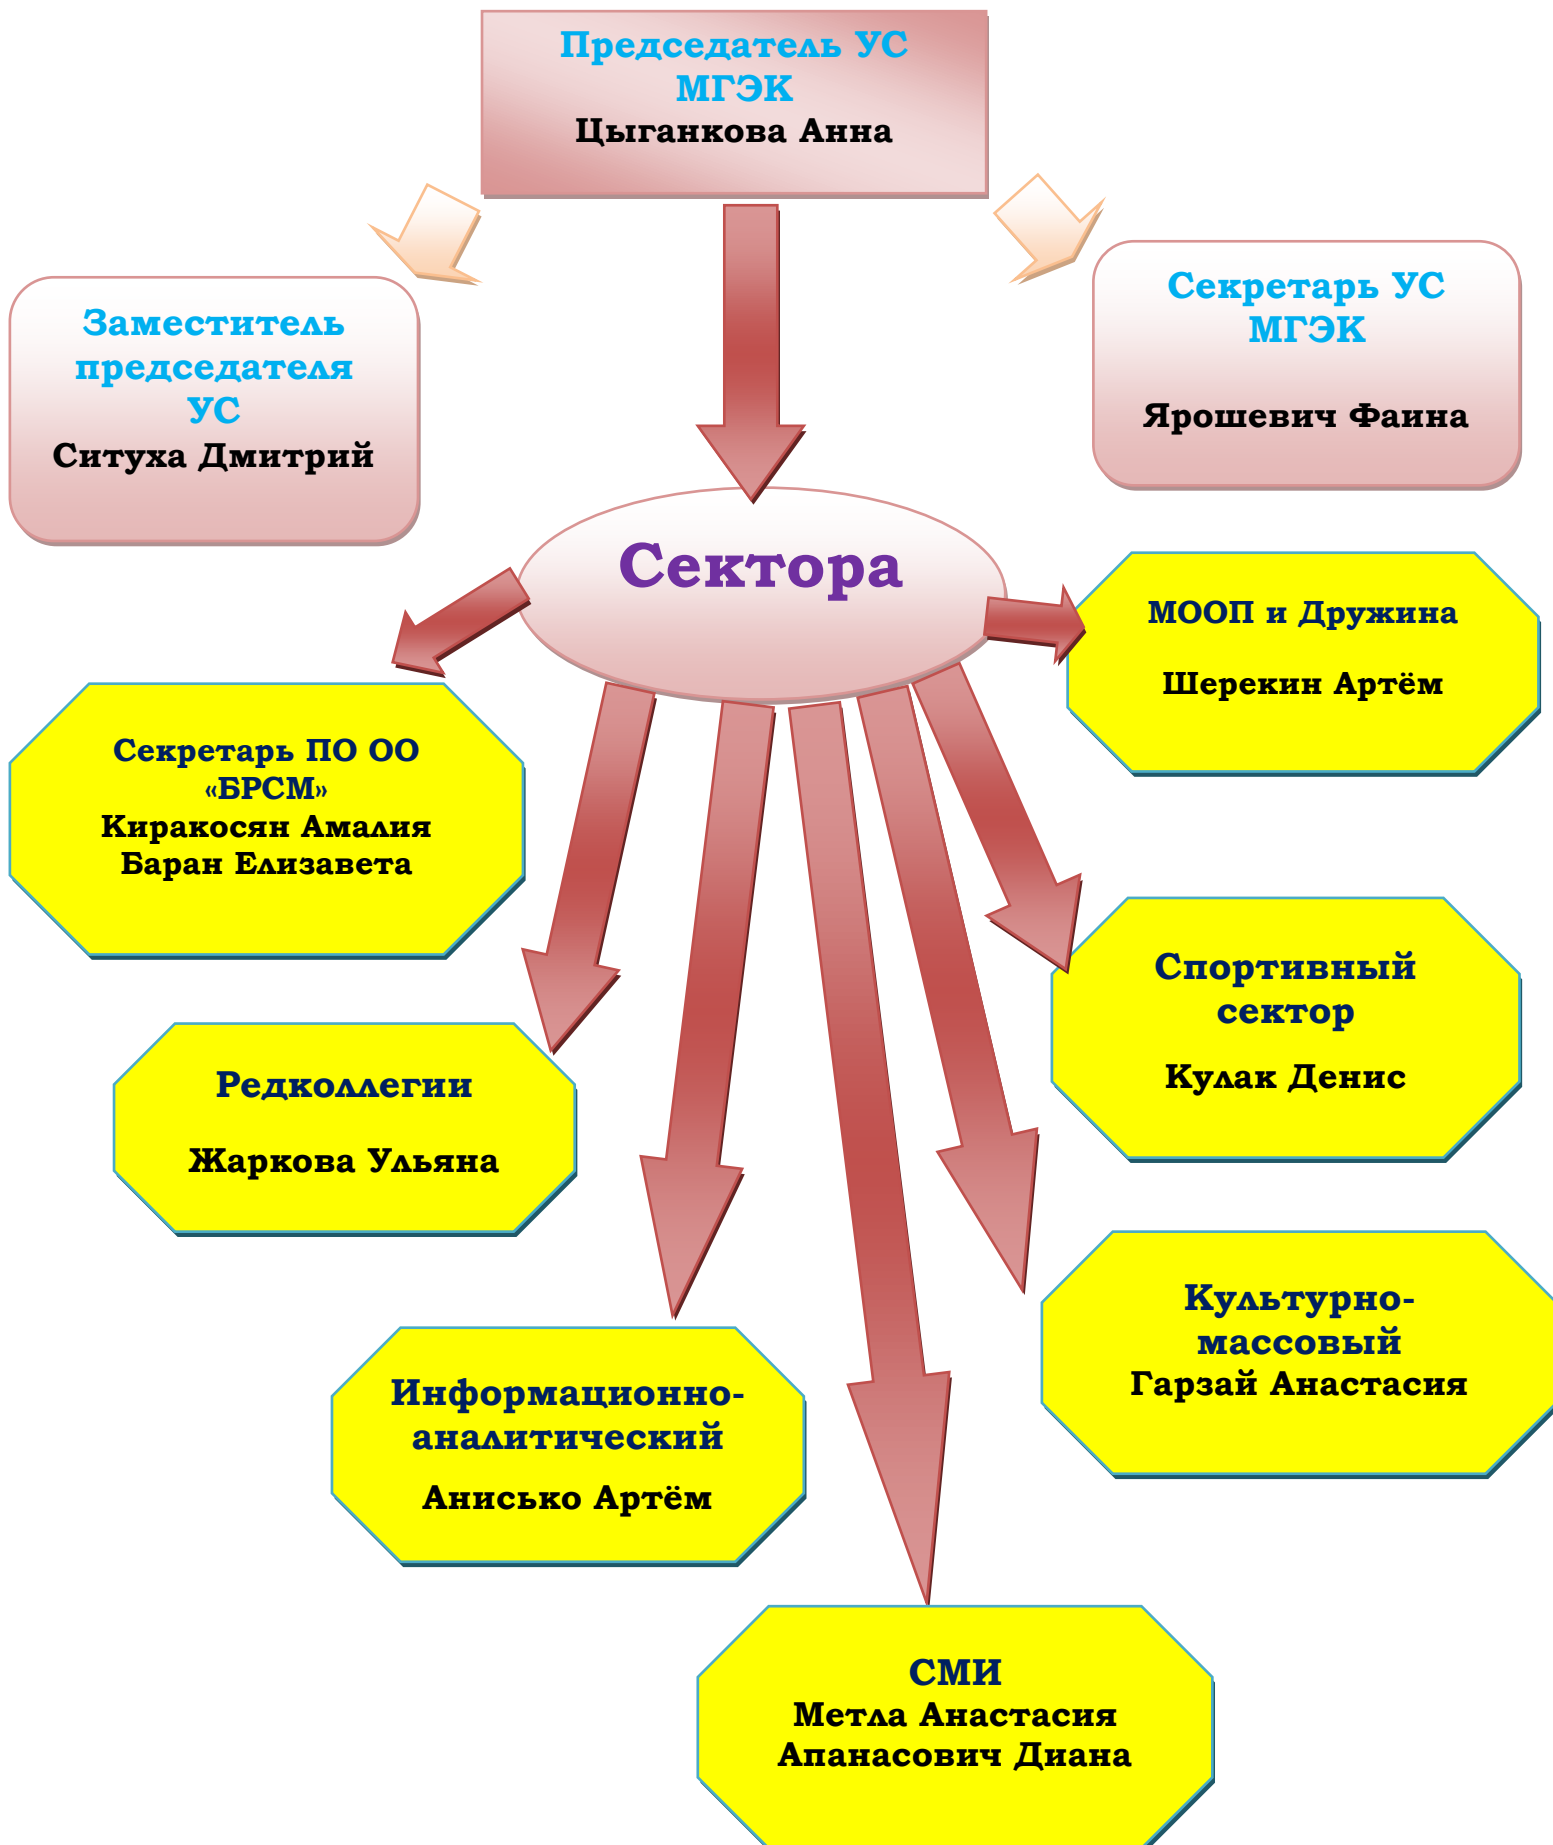 Председатель УС
МГЭК
Цыганкова Анна
Заместитель
председателя
УС
Ситуха Дмитрий
Секретарь УС
МГЭК
Ярошевич Фаина
Сектора
МООП и Дружина
Шерекин Артём
Секретарь ПО ОО
«БРСМ»
Киракосян Амалия
Баран Елизавета
Спортивный
сектор
Кулак Денис
Редколлегии
Жаркова Ульяна
Культурно-
массовый
Гарзай Анастасия
Информационно-
аналитический
Анисько Артём
СМИ
Метла Анастасия
Апанасович Диана